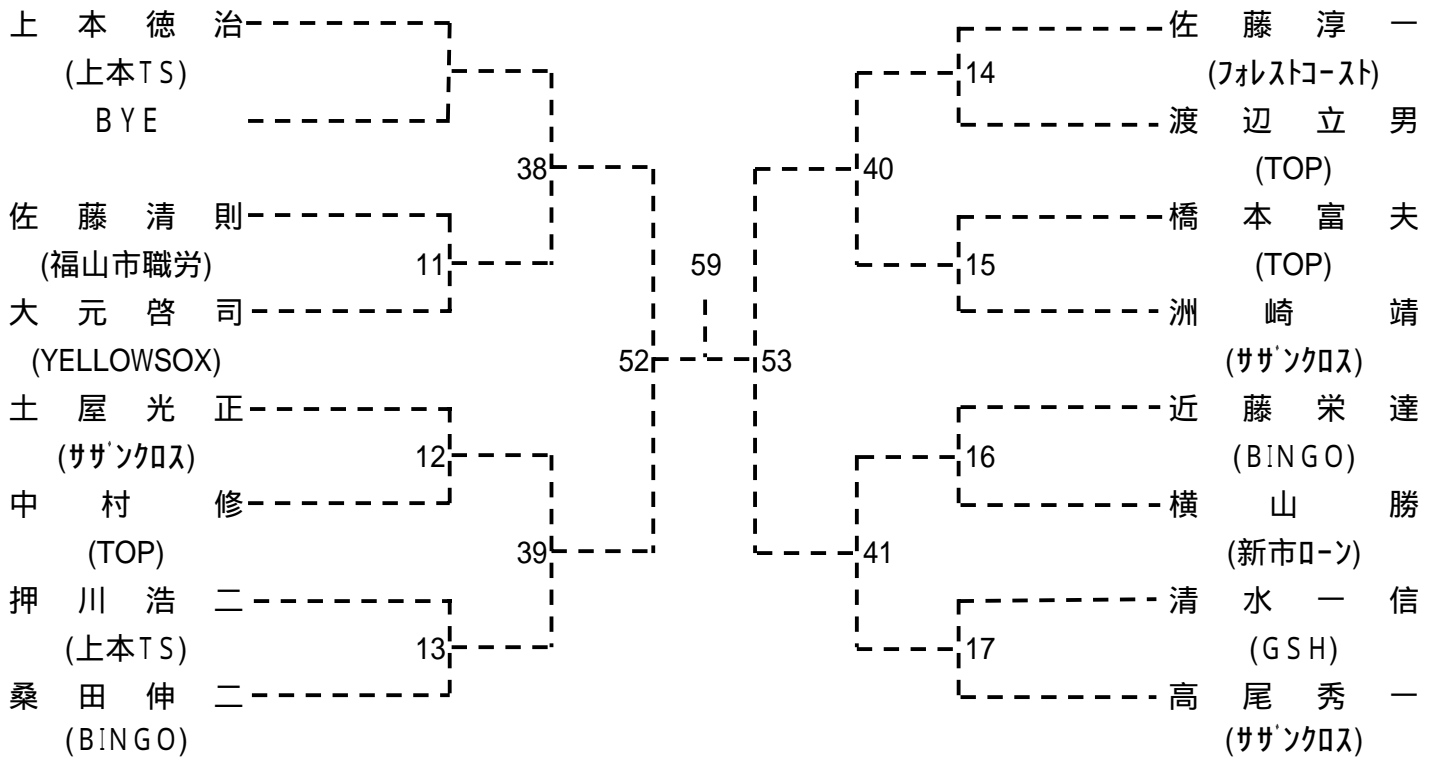 上本徳治
(上本TS)
BYE
38
佐藤清則
(福山市職労)
11
大元啓司
(YELLOWSOX)
土屋光正
(ｻｻﾞﾝｸﾛｽ)
12
中村修
(TOP)
39
押川浩二
(上本TS)
13
桑田伸二
(BINGO)
52
59
53
佐藤淳一
14
(ﾌｫﾚｽﾄｺｰｽﾄ)
渡辺立男
40
(TOP)
橋本富夫
15
(TOP)
洲崎靖
(ｻｻﾞﾝｸﾛｽ)
近藤栄達
16
(BINGO)
横山勝
41
(新市ﾛｰﾝ)
清水一信
17
(GSH)
高尾秀一
(ｻｻﾞﾝｸﾛｽ)